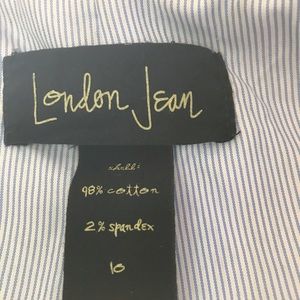 London Jean
shell:
98% cotton
2% spandex
10